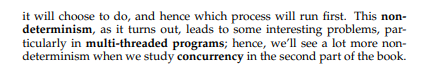 it will choose to do, and hence which process will run first. This non-
determinism, as it turns out, leads to some interesting problems, par-
ticularly in multi-threaded programs; hence, we'll see a lot more non-
determinism when we study concurrency in the second part of the book.